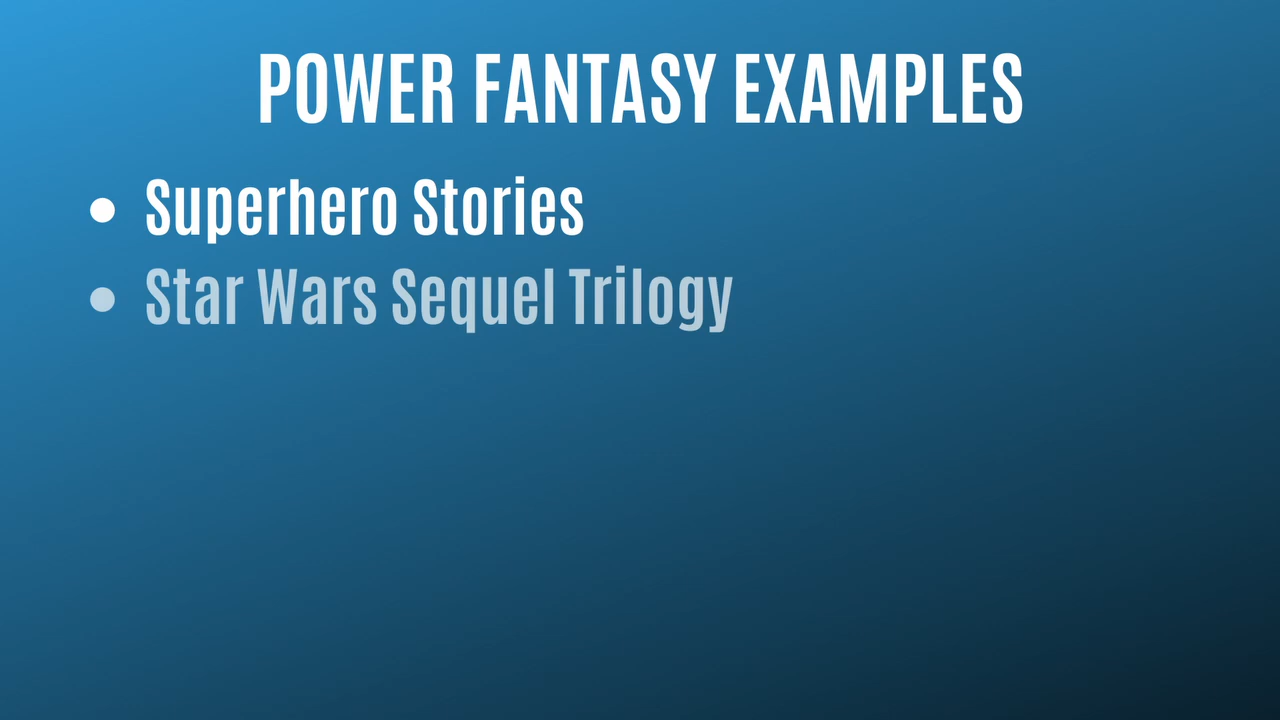 POWER FANTASY EXAMPLES
• Superhero Stories
• Star Wars Sequel Trilogy